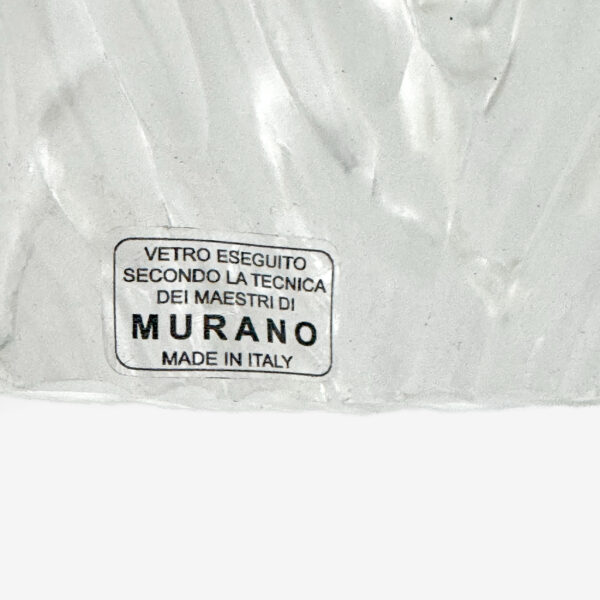 VETRO ESEGUITO
SECONDO LA TECNICA
DEI MAESTRI DI
MURANO
MADE IN ITALY